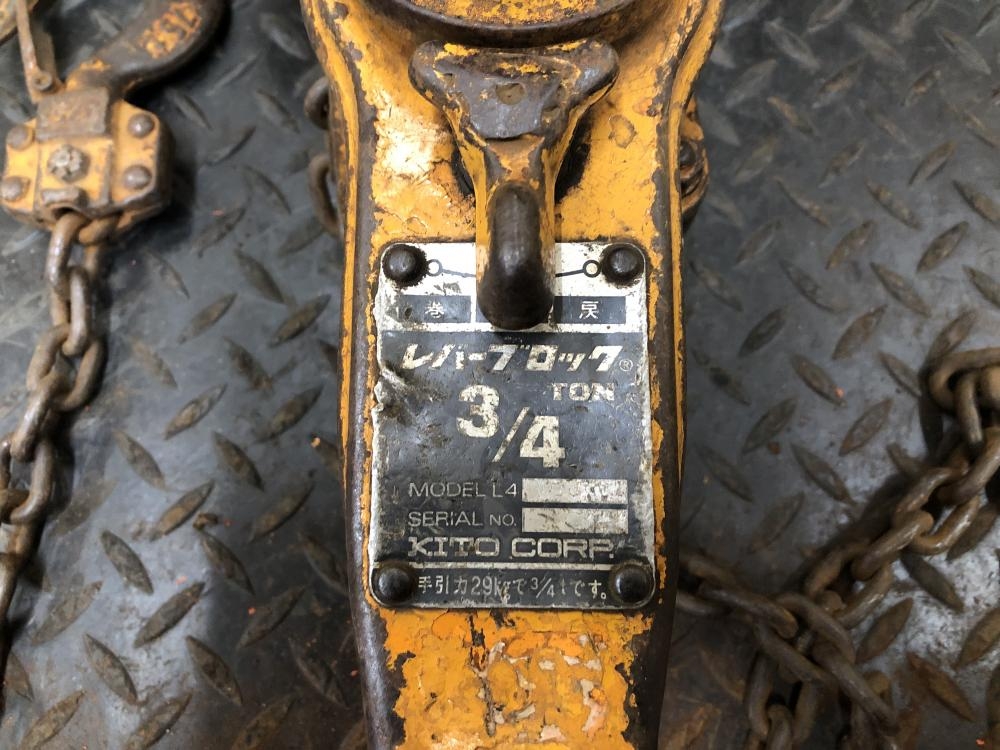 巻 戻
レバーブロック®
3/4 TON
MODEL L4
SERIAL NO.
KITO CORP.
手引力29kgで3/4tです。